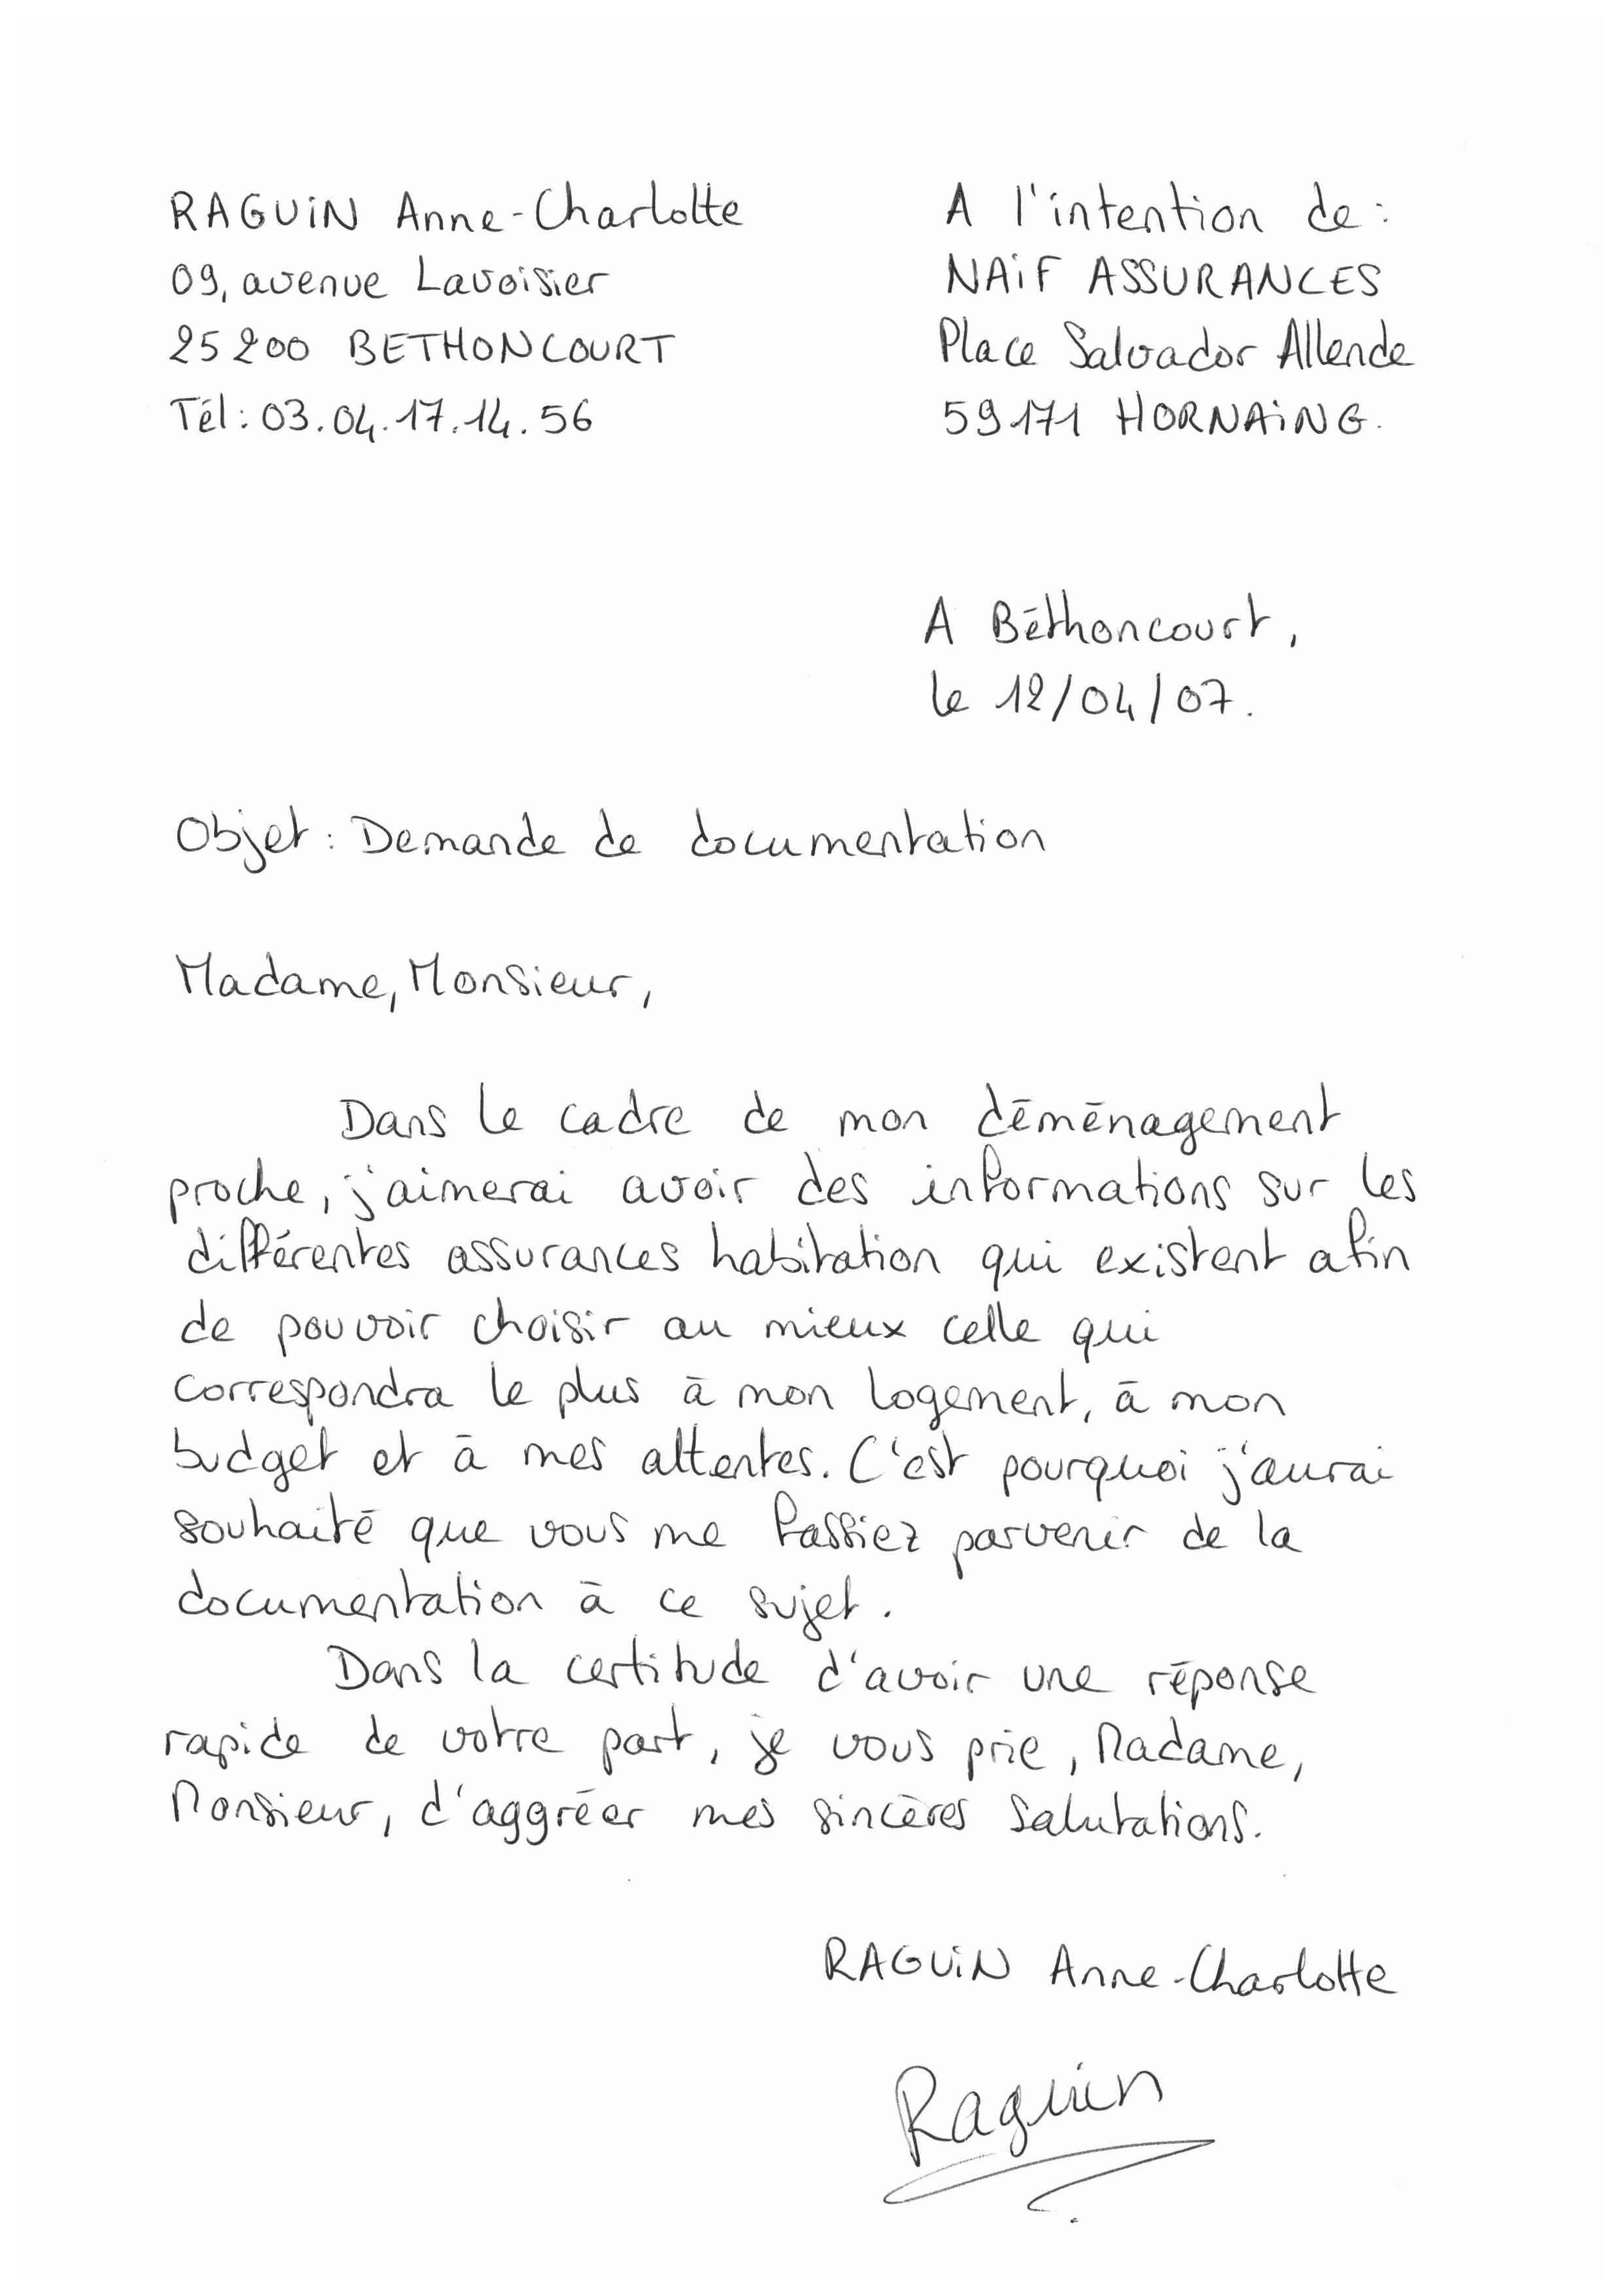 RAGUIN Anne-Charlotte
09, avenue Lavoisier
25200 BETHONCOURT
Tél: 03.04.17.14.56
A l'intention de:
NAIF ASSURANCES
Place Salvador Allende
59171 HORNAING.
A Béthoncourt,
le 12/04/07.
Objet: Demande de documentation
Madame, Monsieur,
Dans le cadre de mon déménagement
proche, j'aimerai avoir des informations sur les
différentes assurances habitation qui existent afin
de pouvoir choisir au mieux celle qui
correspondra le plus à mon logement, à mon
budget et à mes attentes. C'est pourquoi j'aurai
souhaité que vous me fassiez parvenir de la
documentation à ce sujet.
Dans la certitude d'avoir une réponse
rapide de votre part, je vous prie, Madame,
Monsieur, d'aggréer mes sincères salutations.
RAGUIN Anne-Charlotte
Raguin